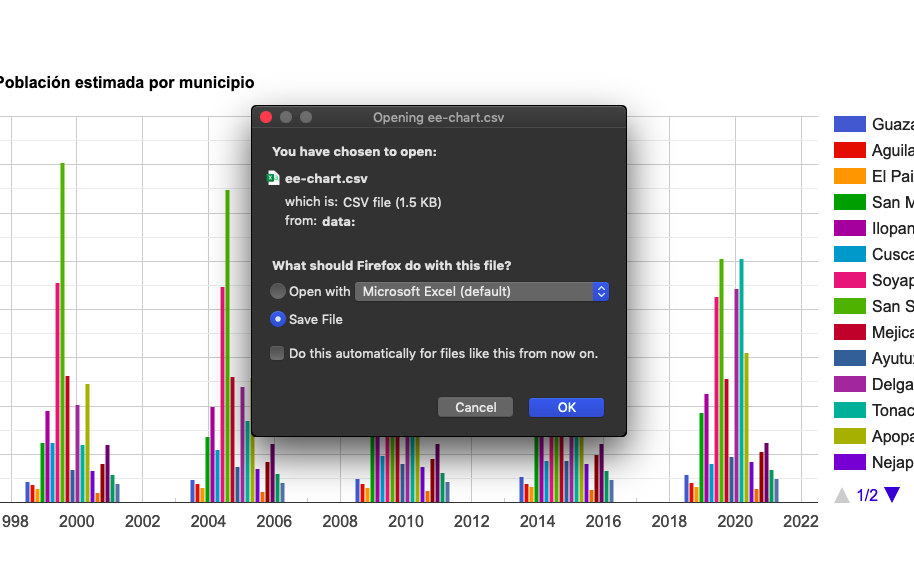 Población estimada por municipio
Opening ee-chart.csv
You have chosen to open:
ee-chart.csv
which is: CSV file (1.5 KB)
from: data:
What should Firefox do with this file?
Open with Microsoft Excel (default)
Save File
Do this automatically for files like this from now on.
Cancel OK
Guaza
Aguila
El Pai
San M
Ilopan
Cusca
Soyap
San S
Mejica
Ayutu
Delga
Tonac
Apopa
Nejap
1/2
998 2000 2002 2004 2006 2008 2010 2012 2014 2016 2018 2020 2022